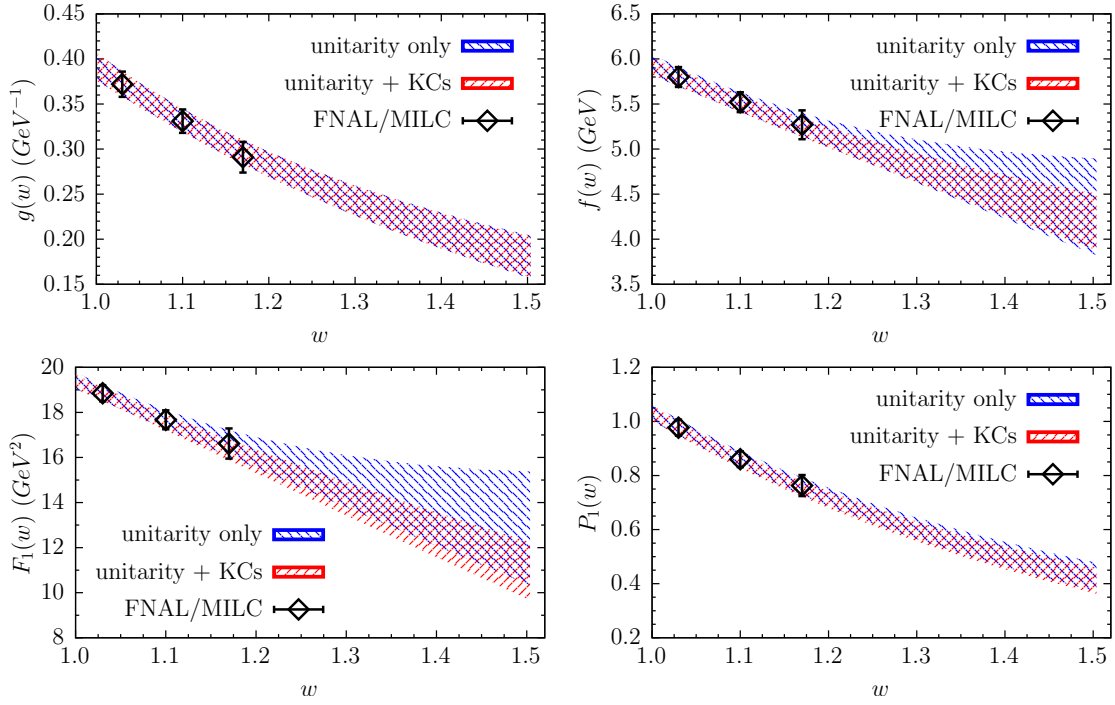 g(w) (GeV⁻¹)
0.40
0.35
0.30
0.25
0.20
0.15
unitarity only
unitarity + KCs
FNAL/MILC
1.0 1.1 1.2 1.3 1.4 1.5
w
f(w) (GeV)
6.5
6.0
5.5
5.0
4.5
4.0
3.5
unitarity only
unitarity + KCs
FNAL/MILC
1.0 1.1 1.2 1.3 1.4 1.5
w
F₁(w) (GeV²)
20
18
16
14
12
10
8
unitarity only
unitarity + KCs
FNAL/MILC
1.0 1.1 1.2 1.3 1.4 1.5
w
P₁(w)
1.2
1.0
0.8
0.6
0.4
0.2
unitarity only
unitarity + KCs
FNAL/MILC
1.0 1.1 1.2 1.3 1.4 1.5
w